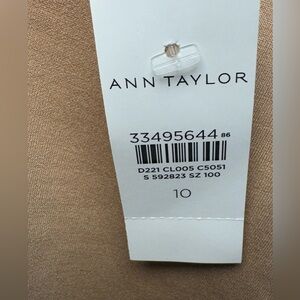 ANN TAYLOR
33495644 86
D221 CL005 C5051
S 592823 SZ 100
10